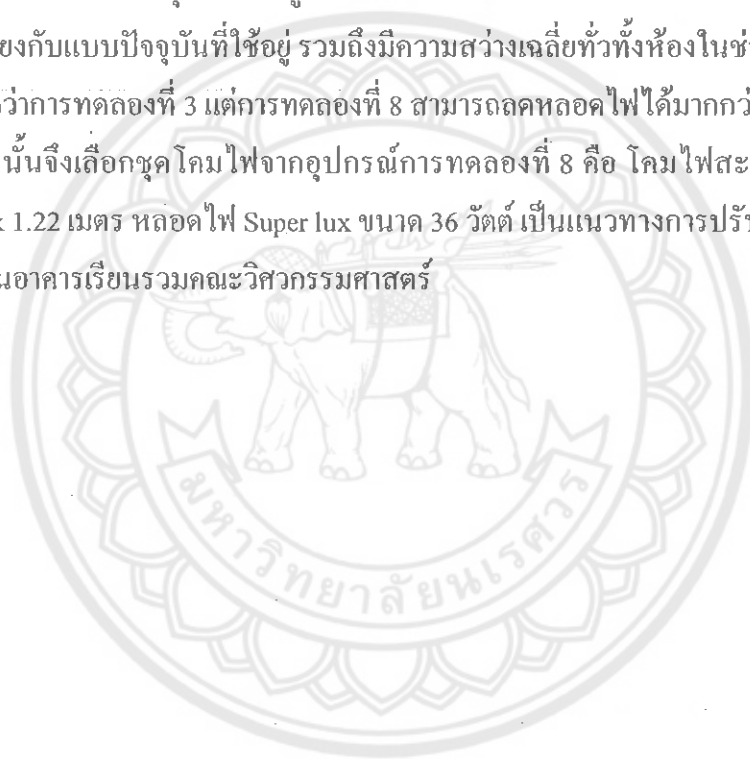 ยงกับแบบปัจจุบันที่ใช้อยู่ รวมถึงมีความสว่างเฉลี่ยทั่วทั้งห้องในช่
ว่าการทดลองที่ 3 แต่การทดลองที่ 8 สามารถลดหลอดไฟได้มากกว่
นั้นจึงเลือกชุดโคมไฟจากอุปกรณ์การทดลองที่ 8 คือ โคมไฟสะ
x 1.22 เมตร หลอดไฟ Super lux ขนาด 36 วัตต์ เป็นแนวทางการปรับ
นอาคารเรียนรวมคณะวิศวกรรมศาสตร์
มหาวิทยาลัยนเรศวร